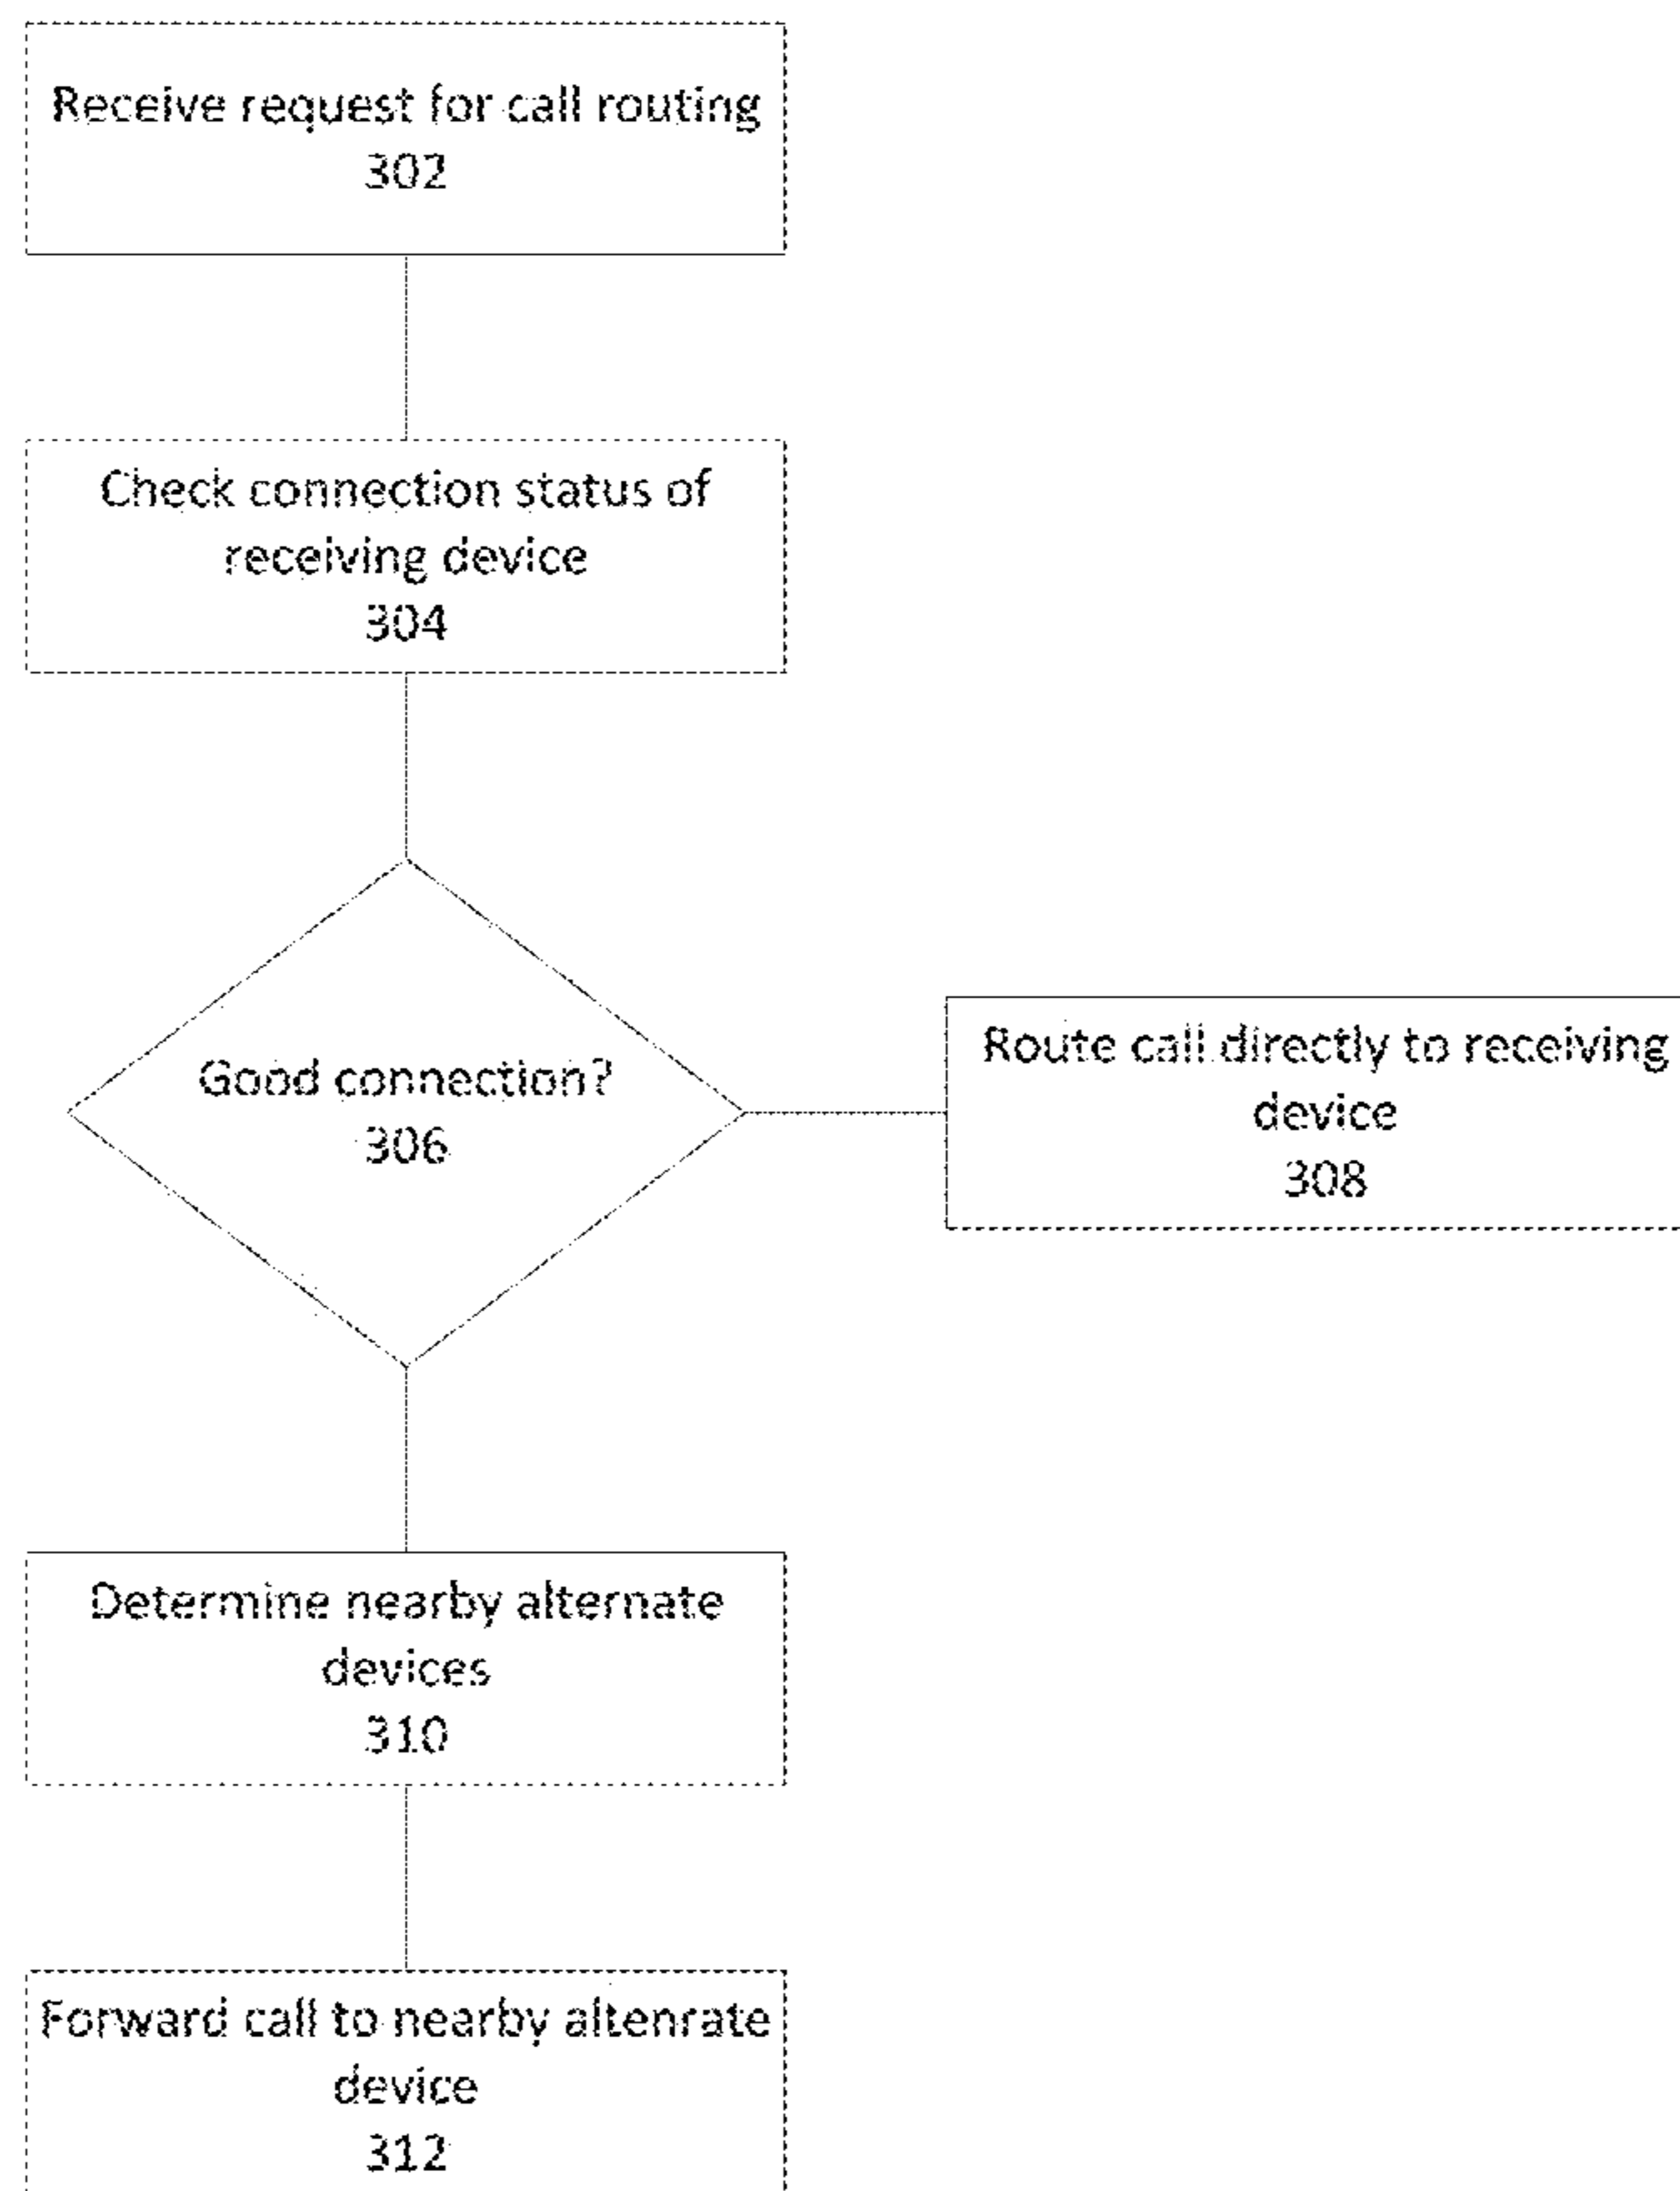 Receive request for call routing
302
Check connection status of
receiving device
304
Good connection?
306
Route call directly to receiving
device
308
Determine nearby alternate
devices
310
Forward call to nearby altenrate
device
312